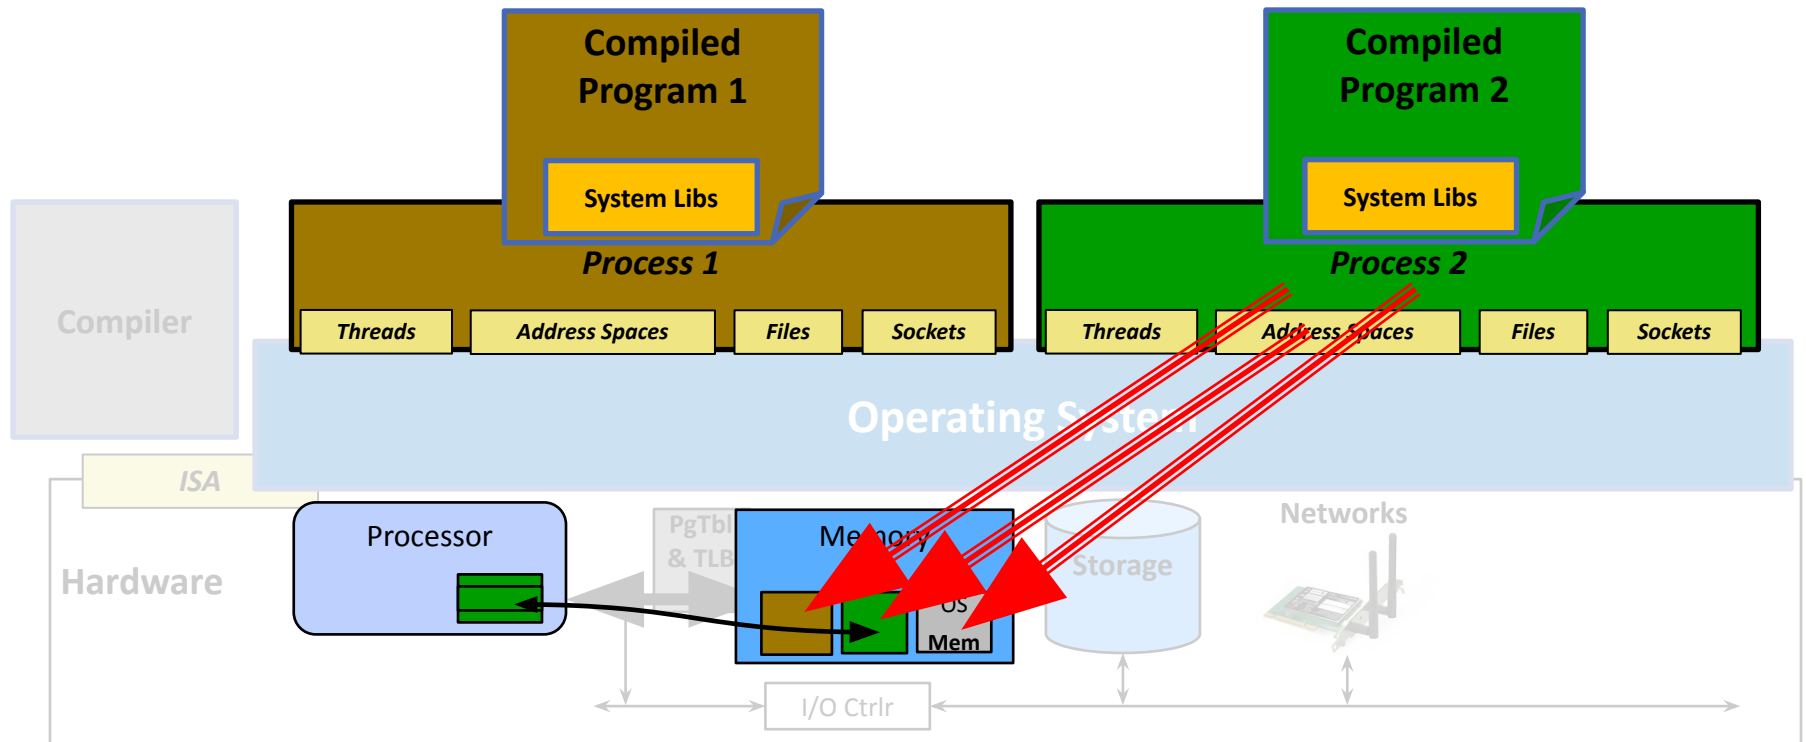 Compiled
Program 1
System Libs
Process 1
Threads
Address Spaces
Files
Sockets
Compiled
Program 2
System Libs
Process 2
Threads
Address Spaces
Files
Sockets
Compiler
Operating System
ISA
Hardware
Processor
PgTbl
& TLB
Memory
OS
Mem
Storage
Networks
I/O Ctrlr